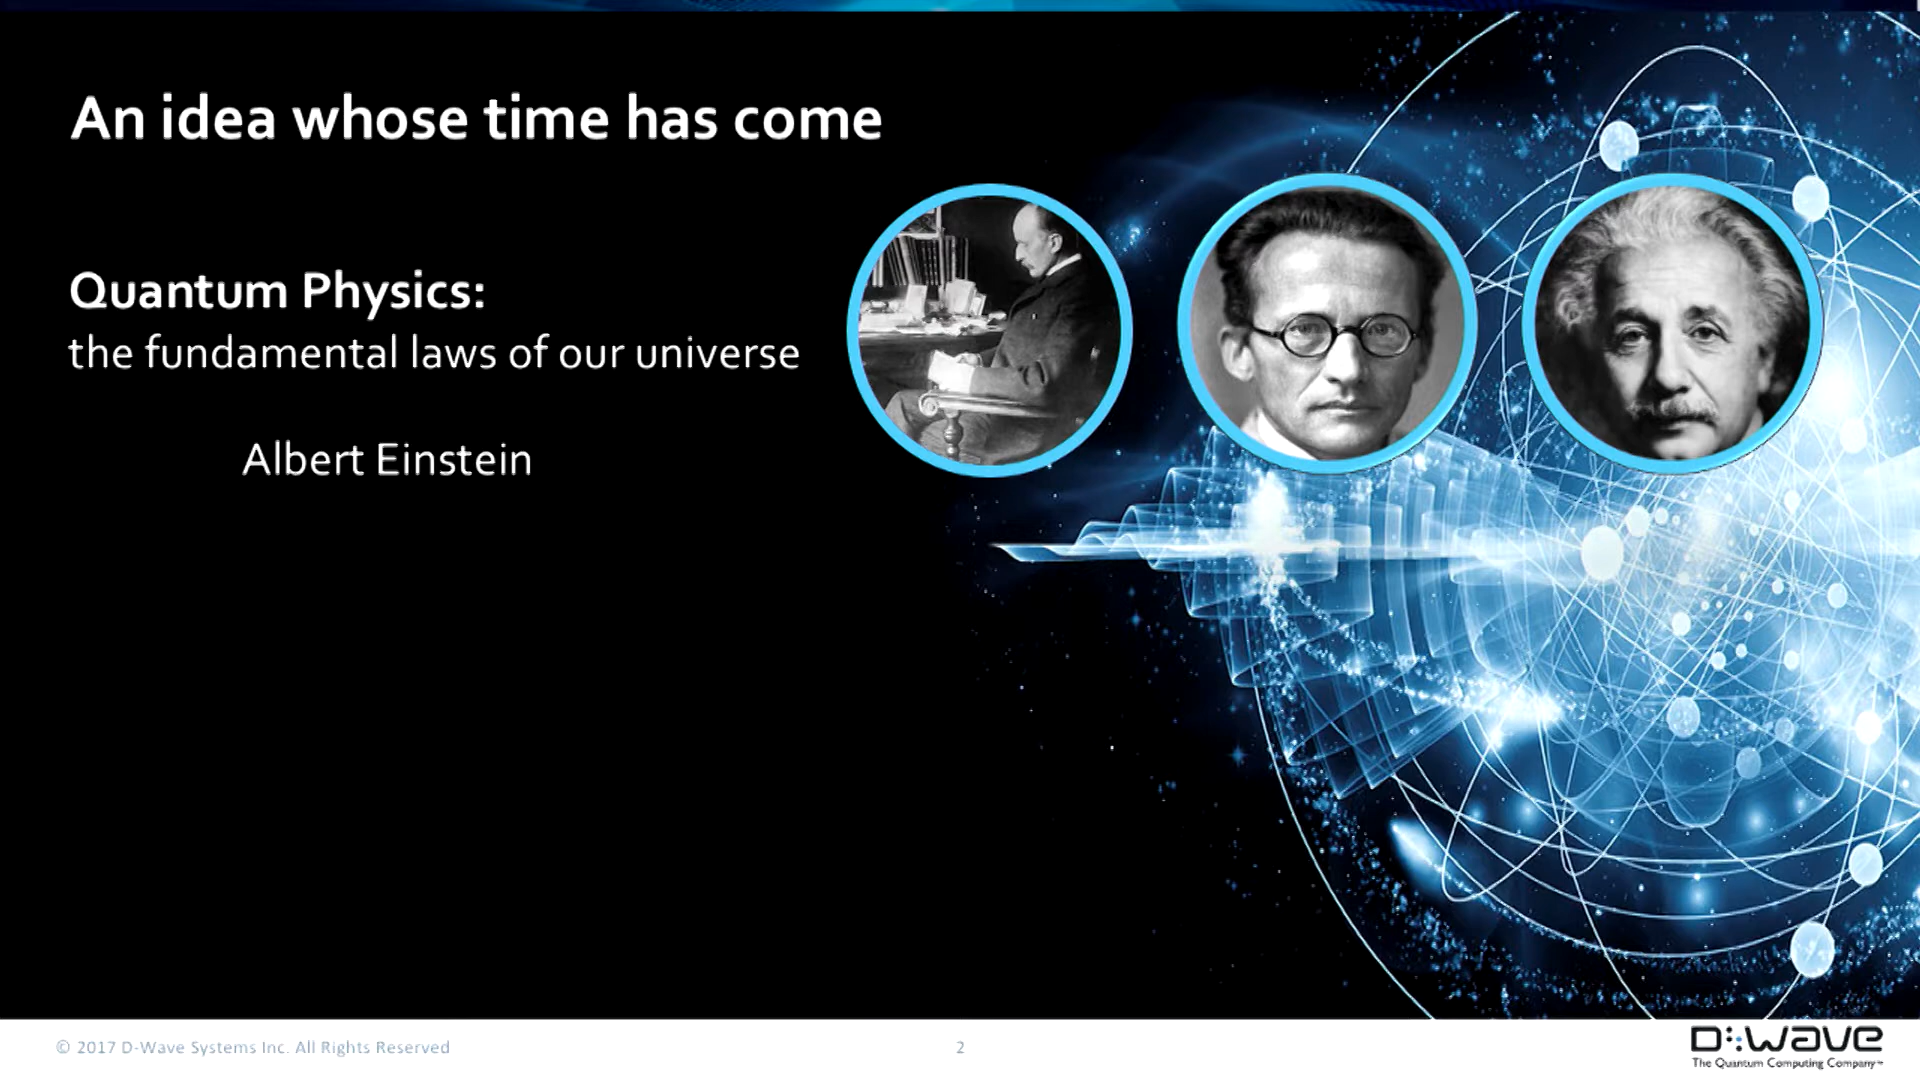 An idea whose time has come
Quantum Physics:
the fundamental laws of our universe
Albert Einstein
© 2017 D-Wave Systems Inc. All Rights Reserved
2
D:wave
The Quantum Computing Company™